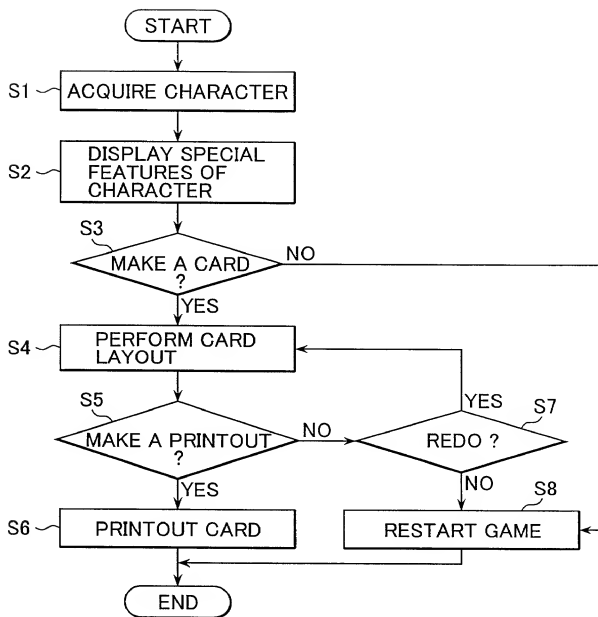 START
S1
ACQUIRE CHARACTER
S2
DISPLAY SPECIAL
FEATURES OF
CHARACTER
S3
MAKE A CARD
?
NO
YES
S4
PERFORM CARD
LAYOUT
S5
MAKE A PRINTOUT
?
NO
YES
S7
REDO ?
YES
NO
S6
PRINTOUT CARD
S8
RESTART GAME
END